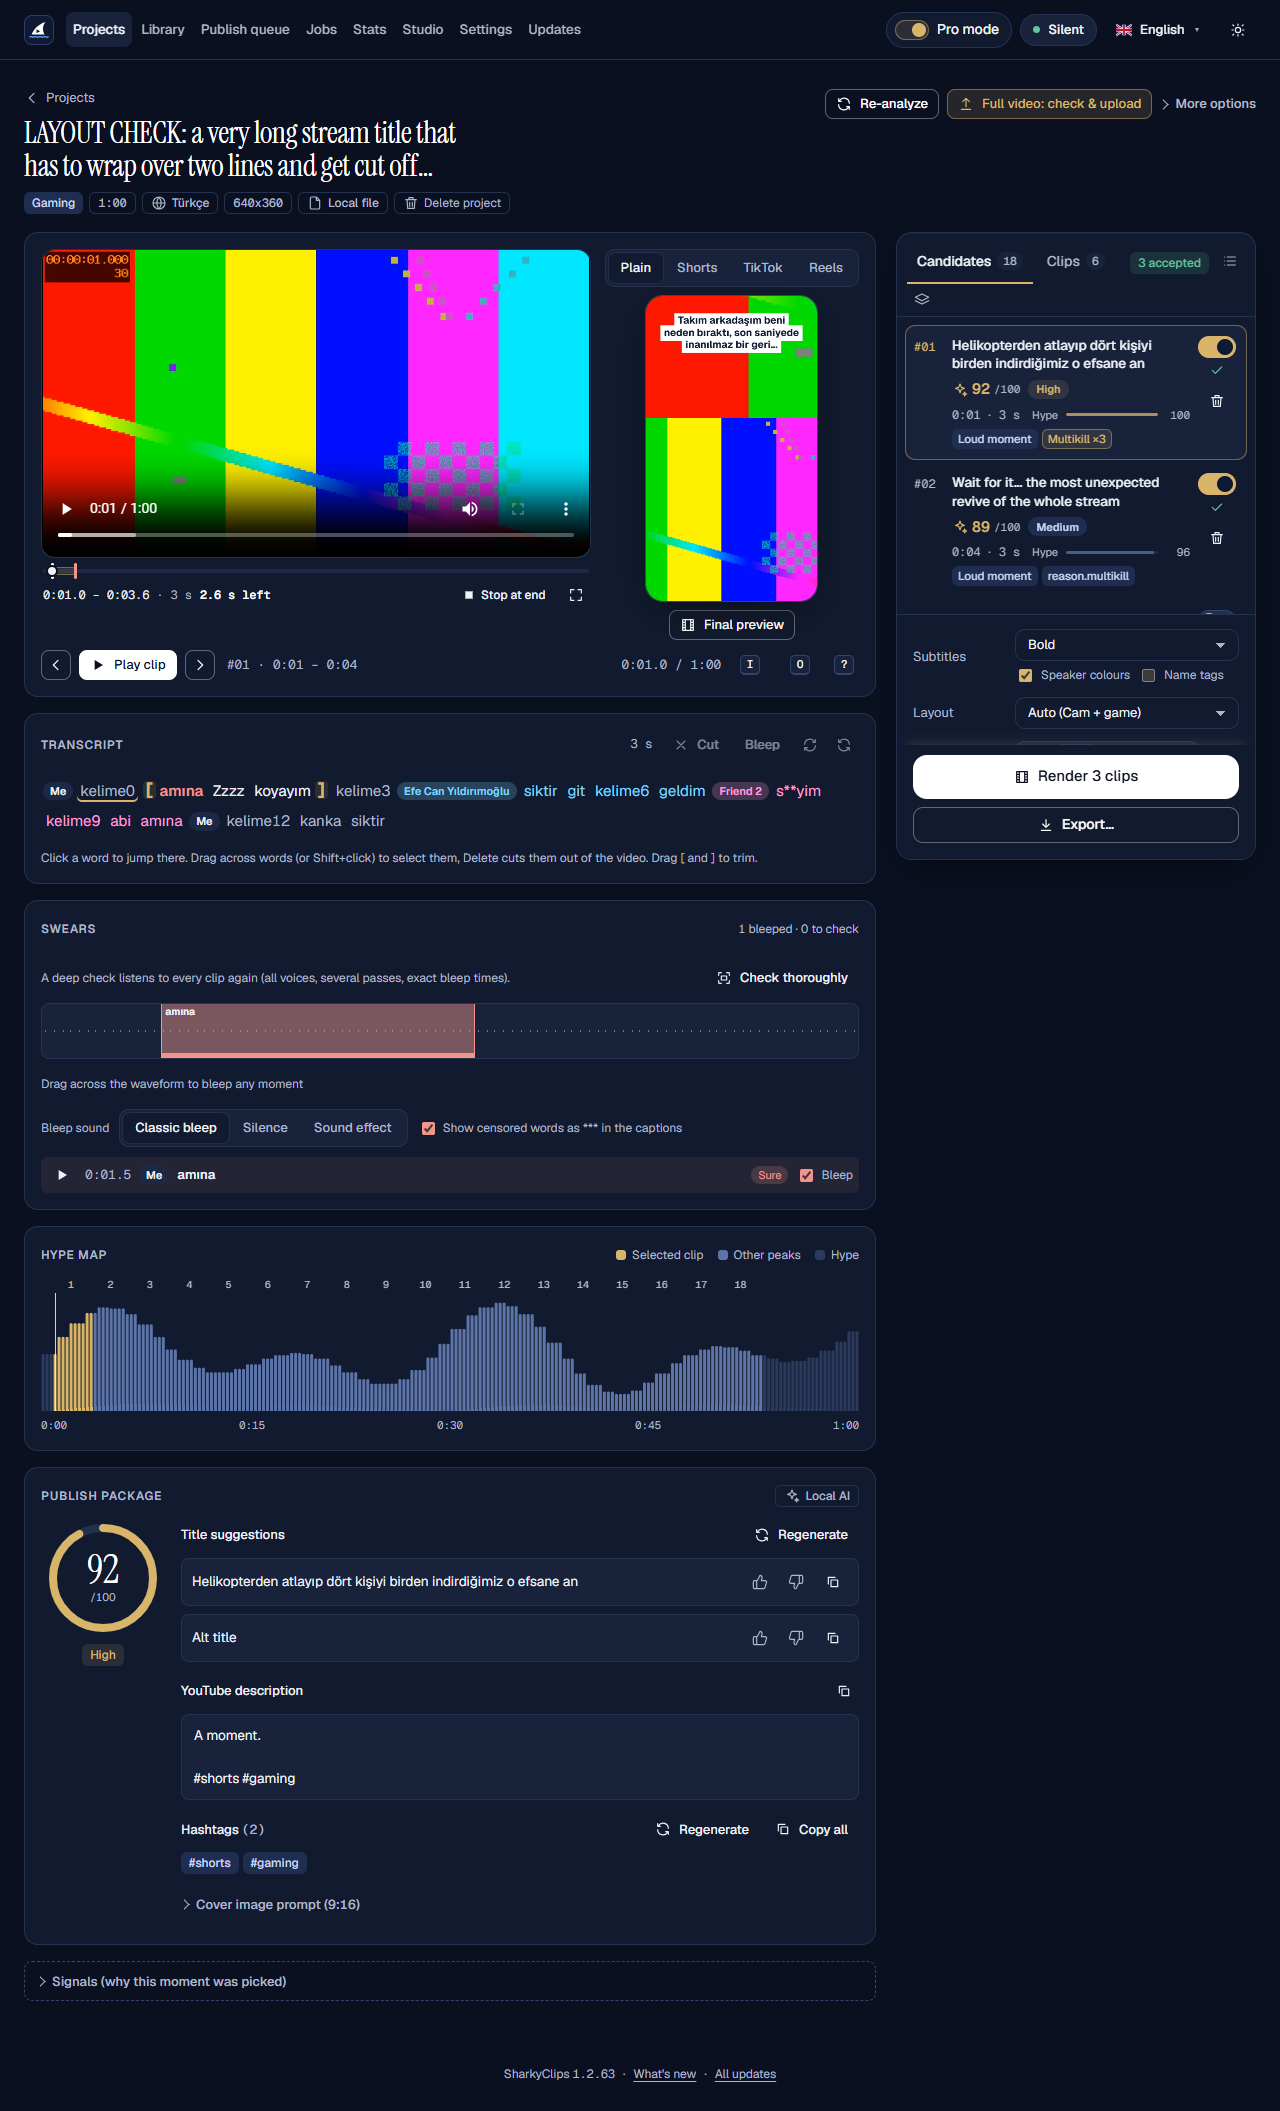 Projects Library Publish queue Jobs Stats Studio Settings Updates Pro mode Silent English
Projects
Re-analyze Full video: check & upload More options
LAYOUT CHECK: a very long stream title that
has to wrap over two lines and get cut off…
Gaming 1:00 Türkçe 640x360 Local file Delete project
00:00:01.000
30
0:01 / 1:00
0:01.0 – 0:03.6 · 3 s 2.6 s left Stop at end
Plain Shorts TikTok Reels
Takım arkadaşım beni
neden bıraktı, son saniyede
inanılmaz bir geri…
Final preview
Play clip #01 · 0:01 – 0:04 0:01.0 / 1:00 I O ?
Candidates 18 Clips 6 3 accepted
#01 Helikopterden atlayıp dört kişiyi
birden indirdiğimiz o efsane an
92 /100 High
0:01 · 3 s Hype 100
Loud moment Multikill ×3
#02 Wait for it… the most unexpected
revive of the whole stream
89 /100 Medium
0:04 · 3 s Hype 96
Loud moment reason.multikill
Subtitles Bold
Speaker colours Name tags
Layout Auto (Cam + game)
Render 3 clips
Export…
TRANSCRIPT 3 s Cut Bleep
Me kelime0 [ amına Zzzz koyayım ] kelime3 Efe Can Yıldırımoğlu siktir git kelime6 geldim Friend 2 s**yim
kelime9 abi amına Me kelime12 kanka siktir
Click a word to jump there. Drag across words (or Shift+click) to select them, Delete cuts them out of the video. Drag [ and ] to trim.
SWEARS 1 bleeped · 0 to check
A deep check listens to every clip again (all voices, several passes, exact bleep times). Check thoroughly
amına
Drag across the waveform to bleep any moment
Bleep sound Classic bleep Silence Sound effect Show censored words as *** in the captions
0:01.5 Me amına Sure Bleep
HYPE MAP Selected clip Other peaks Hype
1 2 3 4 5 6 7 8 9 10 11 12 13 14 15 16 17 18
0:00 0:15 0:30 0:45 1:00
PUBLISH PACKAGE Local AI
92
/100
High
Title suggestions Regenerate
Helikopterden atlayıp dört kişiyi birden indirdiğimiz o efsane an
Alt title
YouTube description
A moment.
#shorts #gaming
Hashtags (2) Regenerate Copy all
#shorts #gaming
Cover image prompt (9:16)
Signals (why this moment was picked)
SharkyClips 1.2.63 · What's new · All updates